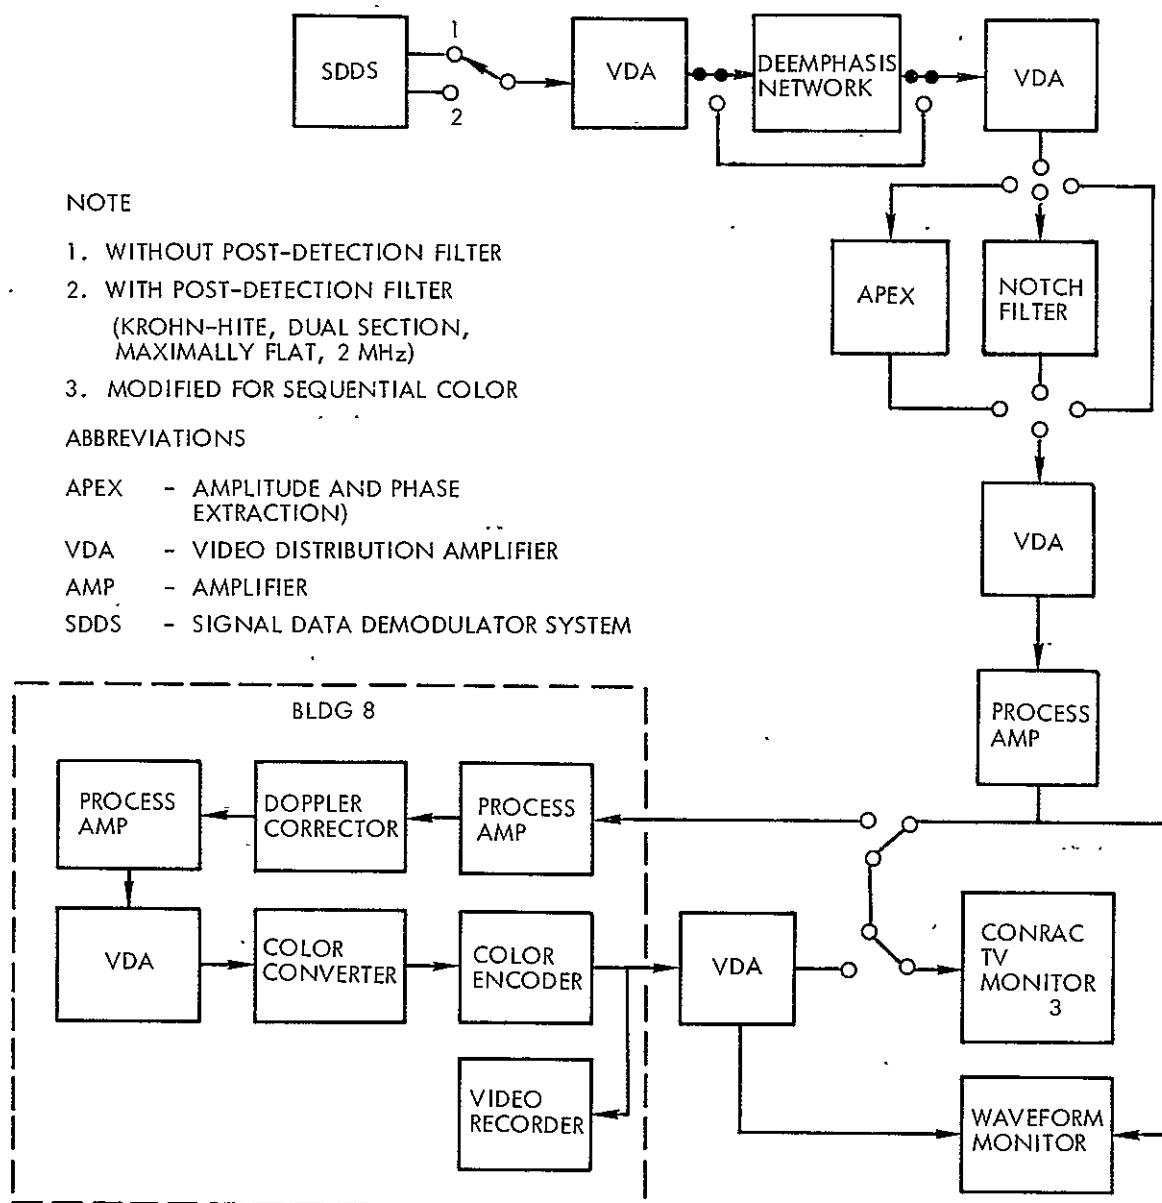 1
SDDS
2
VDA
DEEMPHASIS
NETWORK
VDA
NOTE
1. WITHOUT POST-DETECTION FILTER
2. WITH POST-DETECTION FILTER
(KROHN-HITE, DUAL SECTION,
MAXIMALLY FLAT, 2 MHz)
3. MODIFIED FOR SEQUENTIAL COLOR
APEX
NOTCH
FILTER
ABBREVIATIONS
APEX - AMPLITUDE AND PHASE
EXTRACTION)
VDA - VIDEO DISTRIBUTION AMPLIFIER
AMP - AMPLIFIER
SDDS - SIGNAL DATA DEMODULATOR SYSTEM
VDA
PROCESS
AMP
BLDG 8
PROCESS
AMP
DOPPLER
CORRECTOR
PROCESS
AMP
VDA
COLOR
CONVERTER
COLOR
ENCODER
VDA
CONRAC
TV
MONITOR
3
VIDEO
RECORDER
WAVEFORM
MONITOR